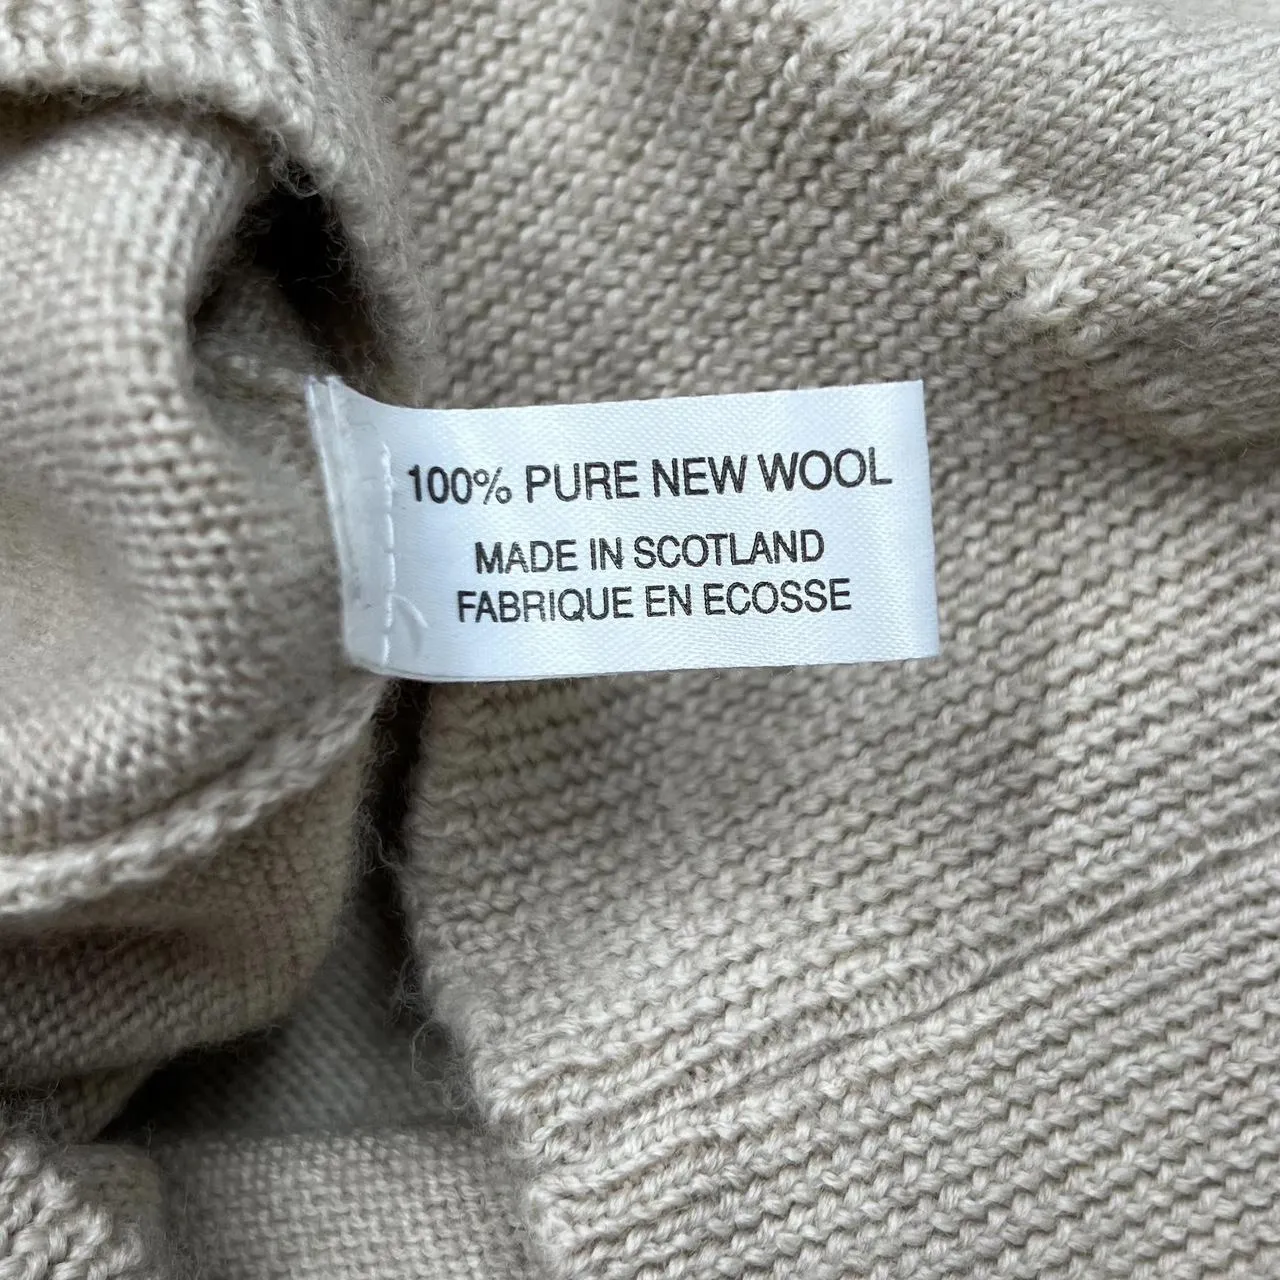 100% PURE NEW WOOL
MADE IN SCOTLAND
FABRIQUE EN ECOSSE